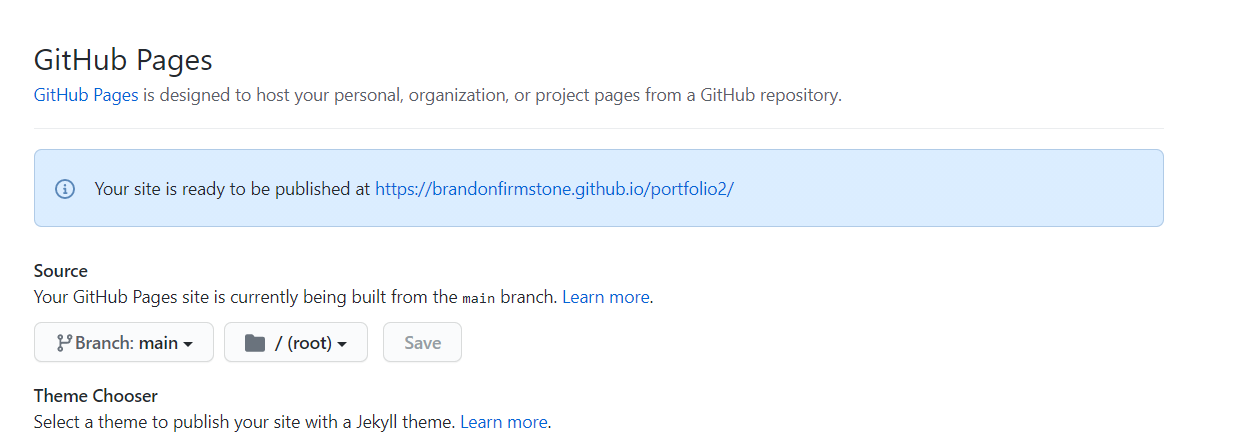 GitHub Pages
GitHub Pages is designed to host your personal, organization, or project pages from a GitHub repository.
Your site is ready to be published at https://brandonfirmstone.github.io/portfolio2/
Source
Your GitHub Pages site is currently being built from the main branch. Learn more.
Branch: main / (root) Save
Theme Chooser
Select a theme to publish your site with a Jekyll theme. Learn more.